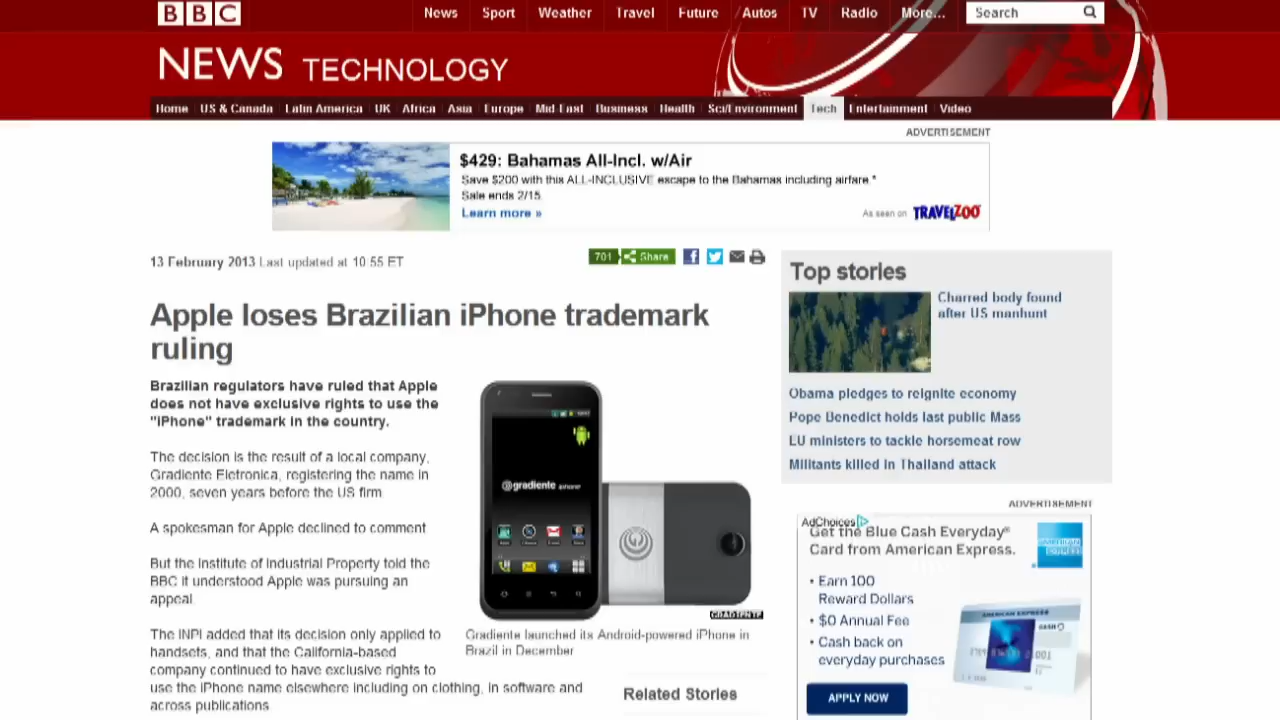 BBC
News Sport Weather Travel Future Autos TV Radio More... Search
NEWS TECHNOLOGY
Home US & Canada Latin America UK Africa Asia Europe Mid-East Business Health Sci/Environment Tech Entertainment Video
ADVERTISEMENT
$429: Bahamas All-Incl. w/Air
Save $200 with this ALL-INCLUSIVE escape to the Bahamas including airfare *
Sale ends 2/15.
Learn more »
As seen on TRAVELZOO
13 February 2013 Last updated at 10:55 ET
701 Share
Apple loses Brazilian iPhone trademark
ruling
Brazilian regulators have ruled that Apple
does not have exclusive rights to use the
"iPhone" trademark in the country.
The decision is the result of a local company,
Gradiente Eletronica, registering the name in
2000, seven years before the US firm
A spokesman for Apple declined to comment
But the Institute of Industrial Property told the
BBC it understood Apple was pursuing an
appeal
The INPI added that its decision only applied to
handsets, and that the California-based
company continued to have exclusive rights to
use the iPhone name elsewhere including on clothing, in software and
across publications
gradiente iphone
GRADIENTE
Gradiente launched its Android-powered iPhone in
Brazil in December
Related Stories
Top stories
Charred body found
after US manhunt
Obama pledges to reignite economy
Pope Benedict holds last public Mass
EU ministers to tackle horsemeat row
Militants killed in Thailand attack
ADVERTISEMENT
AdChoices
Get the Blue Cash Everyday®
Card from American Express.
• Earn 100
Reward Dollars
• $0 Annual Fee
• Cash back on
everyday purchases
AMERICAN EXPRESS
CASH
APPLY NOW